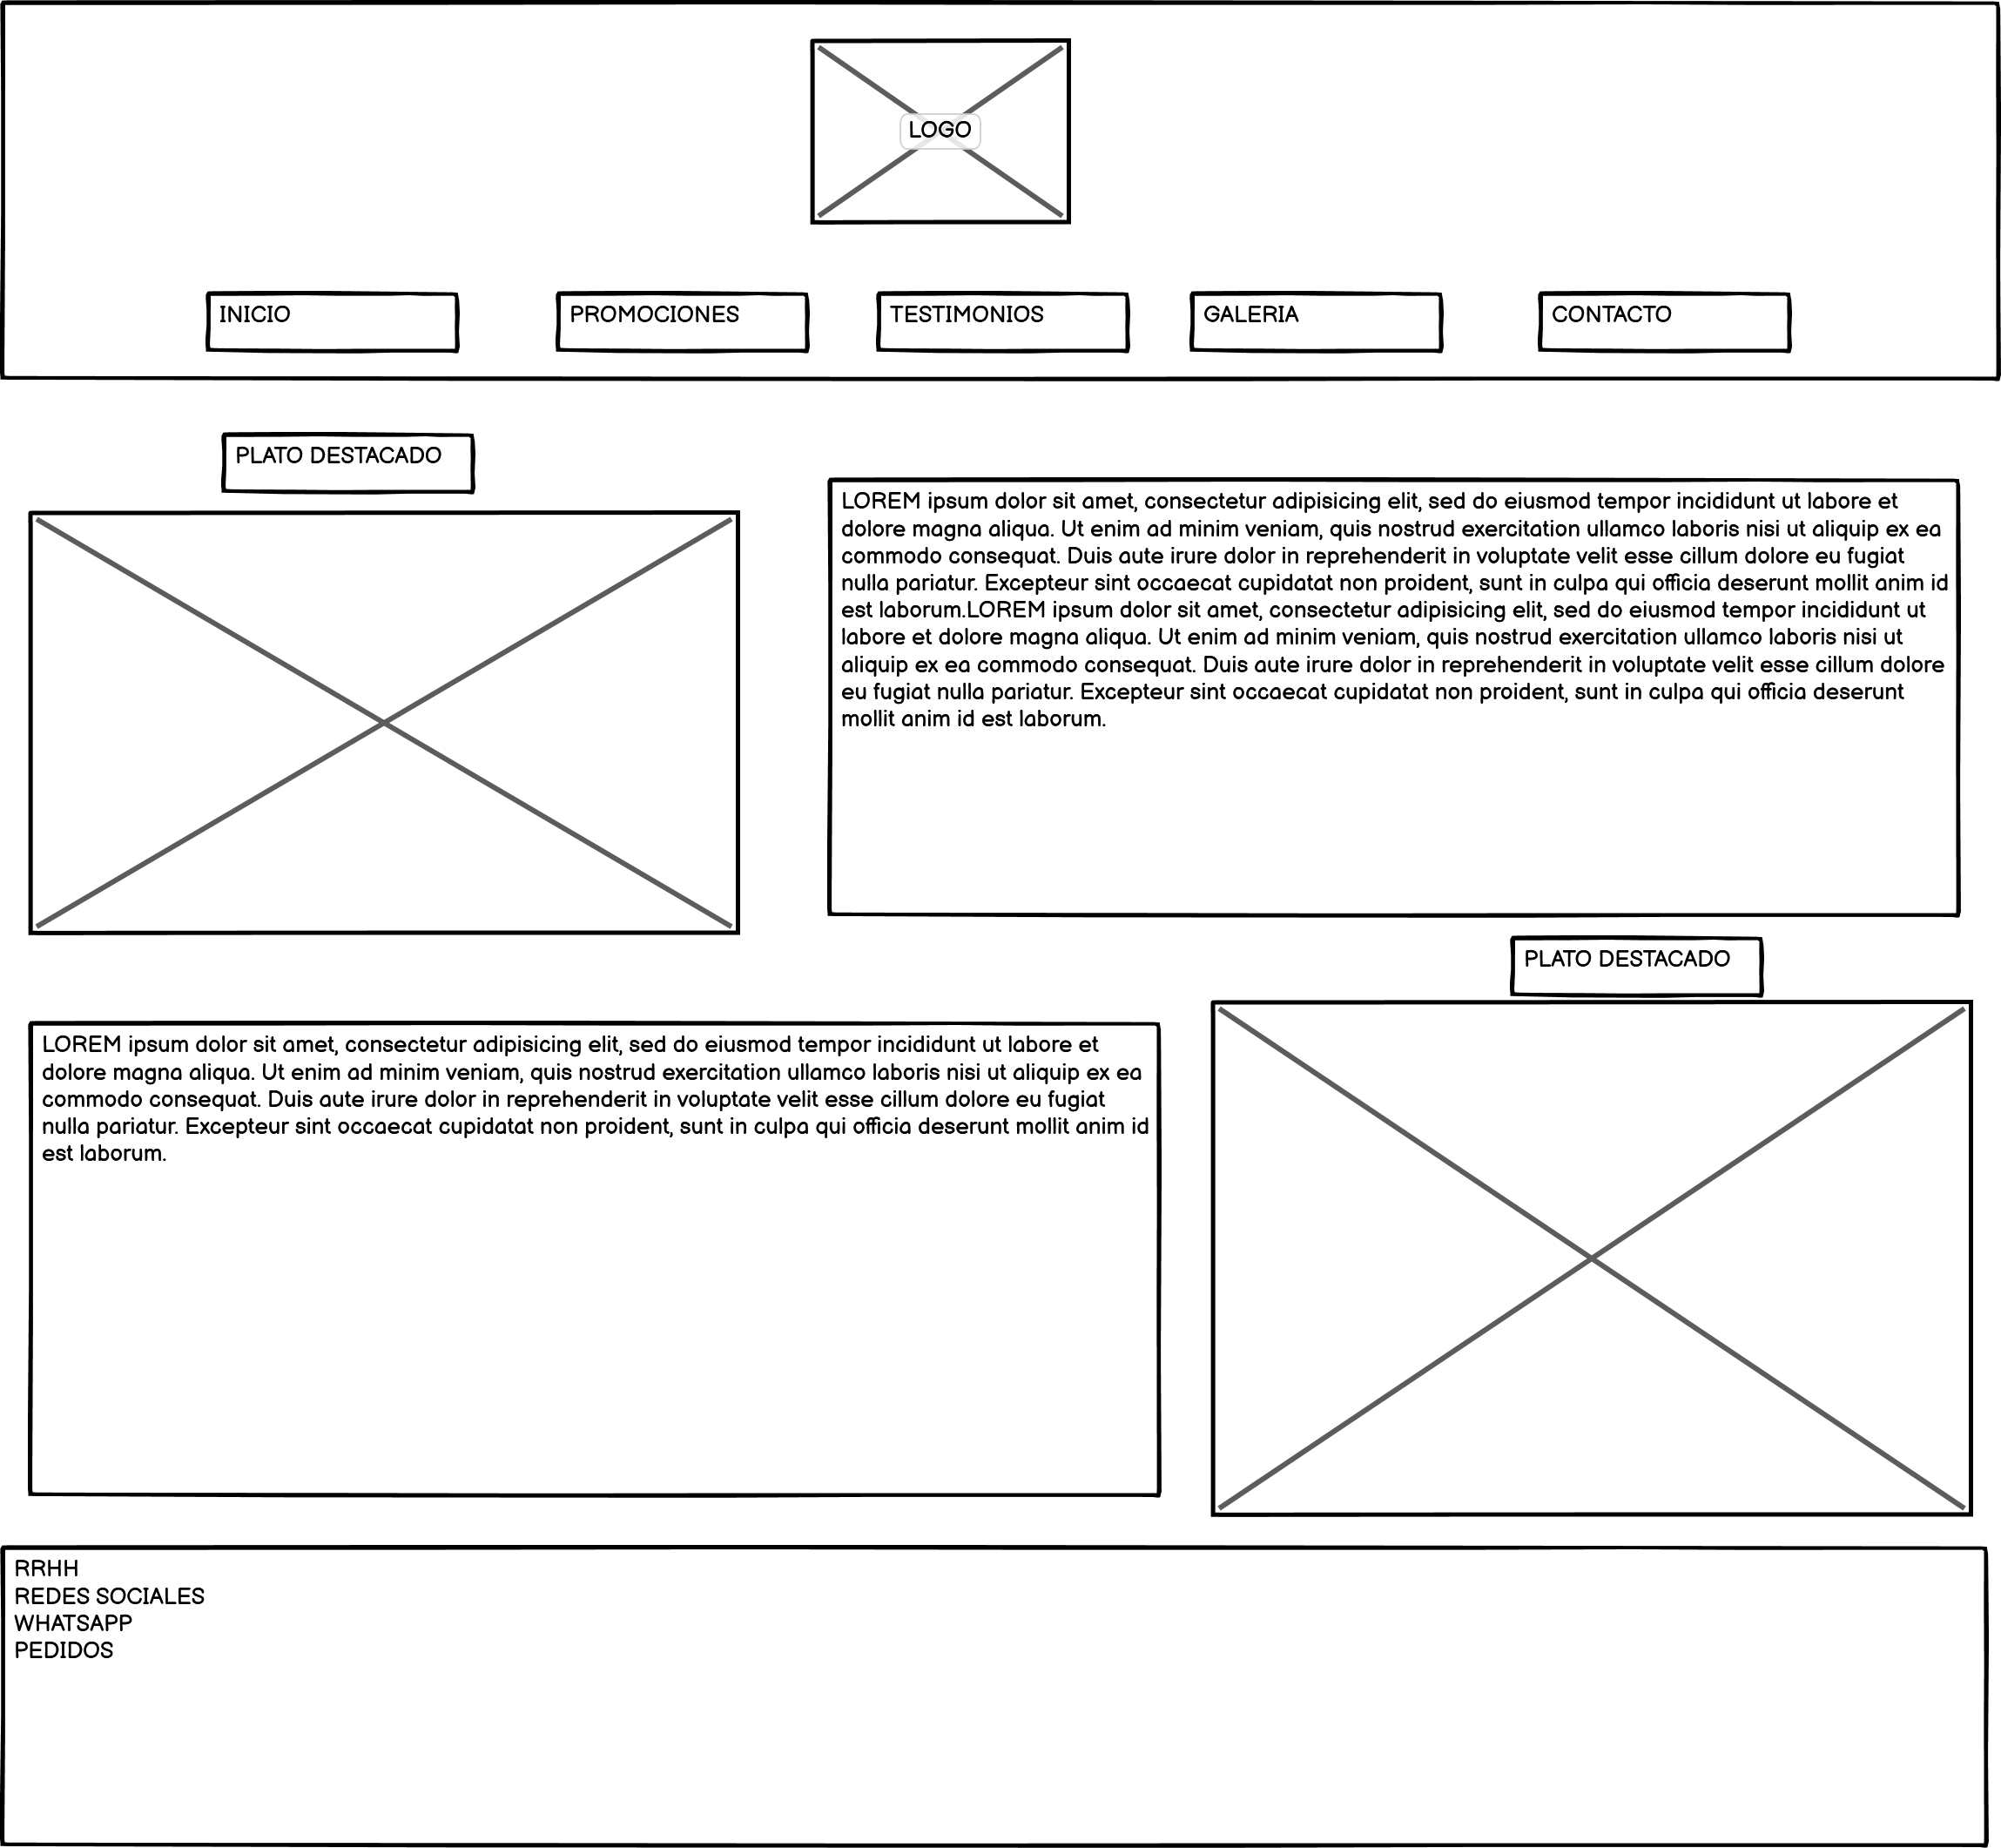 LOGO
INICIO
PROMOCIONES
TESTIMONIOS
GALERIA
CONTACTO
PLATO DESTACADO
LOREM ipsum dolor sit amet, consectetur adipisicing elit, sed do eiusmod tempor incididunt ut labore et
dolore magna aliqua. Ut enim ad minim veniam, quis nostrud exercitation ullamco laboris nisi ut aliquip ex ea
commodo consequat. Duis aute irure dolor in reprehenderit in voluptate velit esse cillum dolore eu fugiat
nulla pariatur. Excepteur sint occaecat cupidatat non proident, sunt in culpa qui officia deserunt mollit anim id
est laborum.LOREM ipsum dolor sit amet, consectetur adipisicing elit, sed do eiusmod tempor incididunt ut
labore et dolore magna aliqua. Ut enim ad minim veniam, quis nostrud exercitation ullamco laboris nisi ut
aliquip ex ea commodo consequat. Duis aute irure dolor in reprehenderit in voluptate velit esse cillum dolore
eu fugiat nulla pariatur. Excepteur sint occaecat cupidatat non proident, sunt in culpa qui officia deserunt
mollit anim id est laborum.
PLATO DESTACADO
LOREM ipsum dolor sit amet, consectetur adipisicing elit, sed do eiusmod tempor incididunt ut labore et
dolore magna aliqua. Ut enim ad minim veniam, quis nostrud exercitation ullamco laboris nisi ut aliquip ex ea
commodo consequat. Duis aute irure dolor in reprehenderit in voluptate velit esse cillum dolore eu fugiat
nulla pariatur. Excepteur sint occaecat cupidatat non proident, sunt in culpa qui officia deserunt mollit anim id
est laborum.
RRHH
REDES SOCIALES
WHATSAPP
PEDIDOS